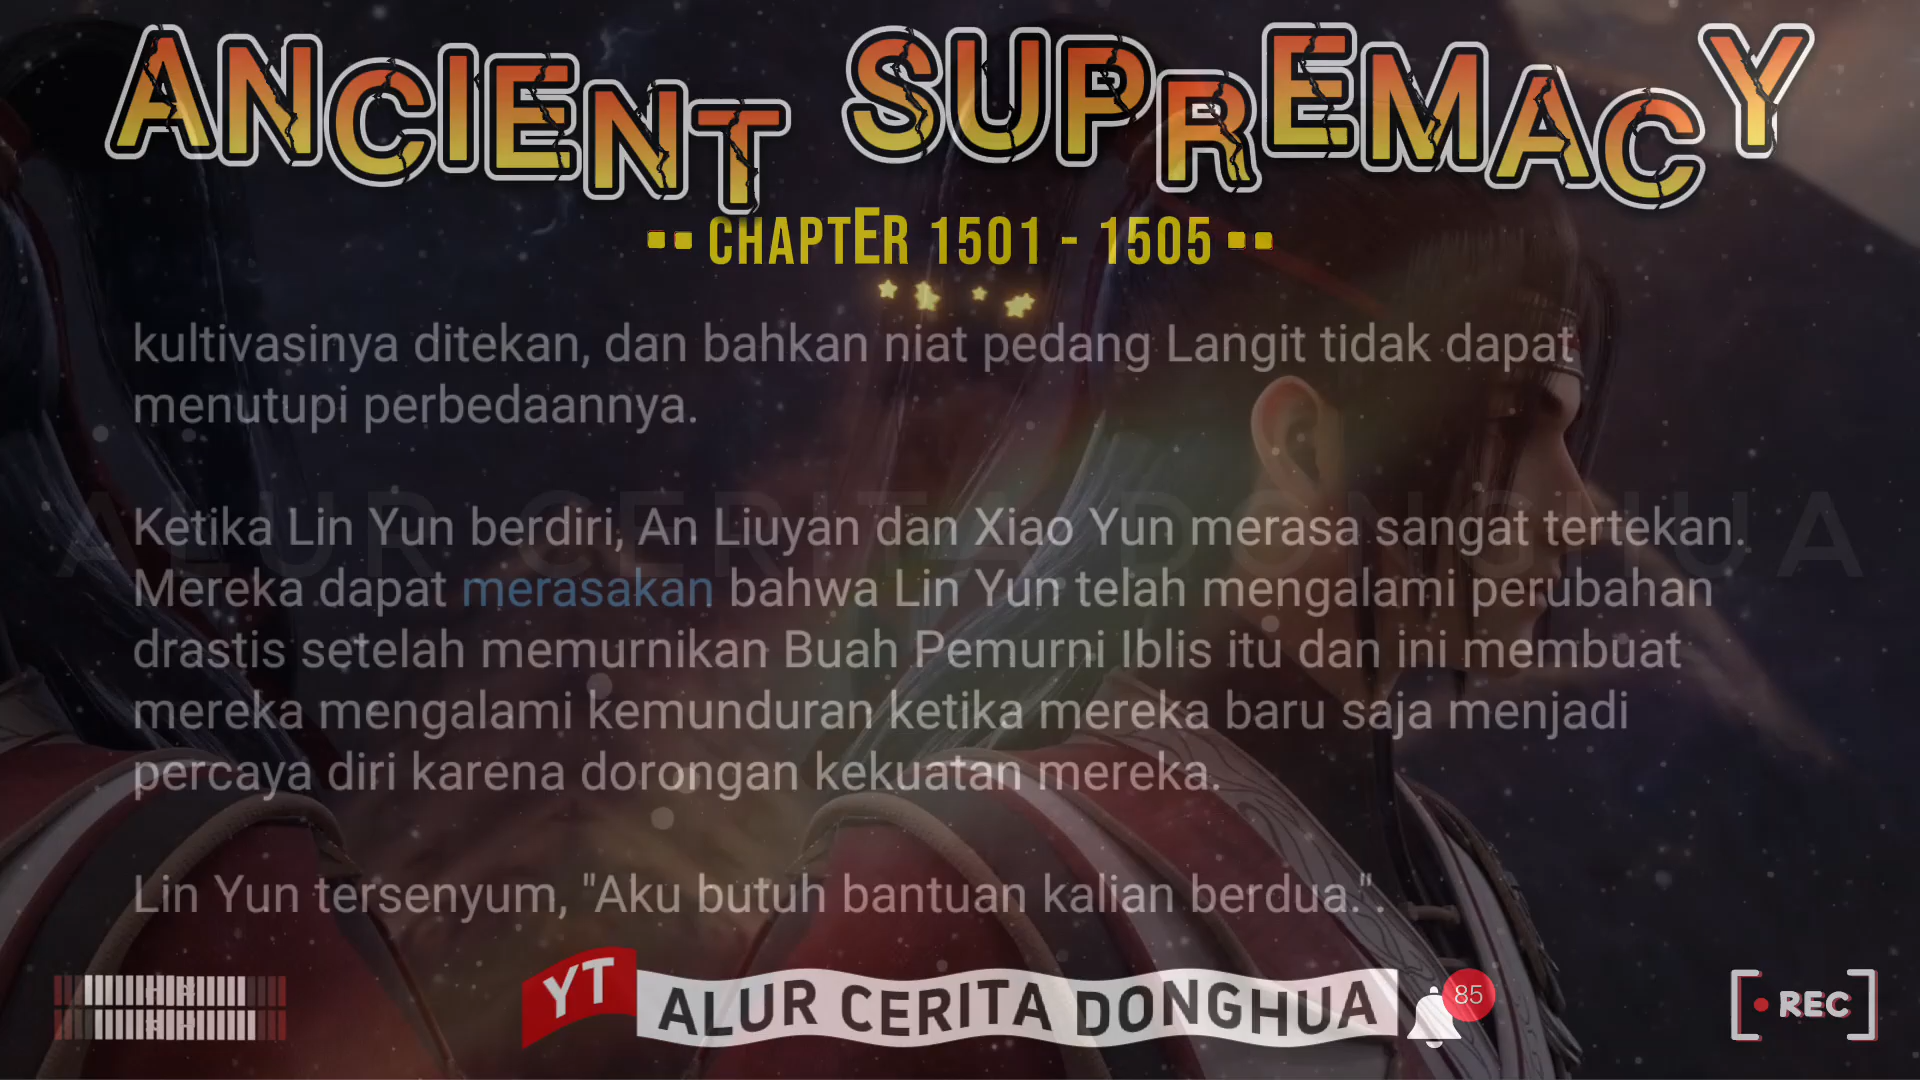 ANCIENT SUPREMACY
CHAPTER 1501 - 1505
kultivasinya ditekan, dan bahkan niat pedang Langit tidak dapat
menutupi perbedaannya.
ALUR CERITA DONGHUA
Ketika Lin Yun berdiri, An Liuyan dan Xiao Yun merasa sangat tertekan.
Mereka dapat merasakan bahwa Lin Yun telah mengalami perubahan
drastis setelah memurnikan Buah Pemurni Iblis itu dan ini membuat
mereka mengalami kemunduran ketika mereka baru saja menjadi
percaya diri karena dorongan kekuatan mereka.
Lin Yun tersenyum, "Aku butuh bantuan kalian berdua.".
YT ALUR CERITA DONGHUA 85
REC